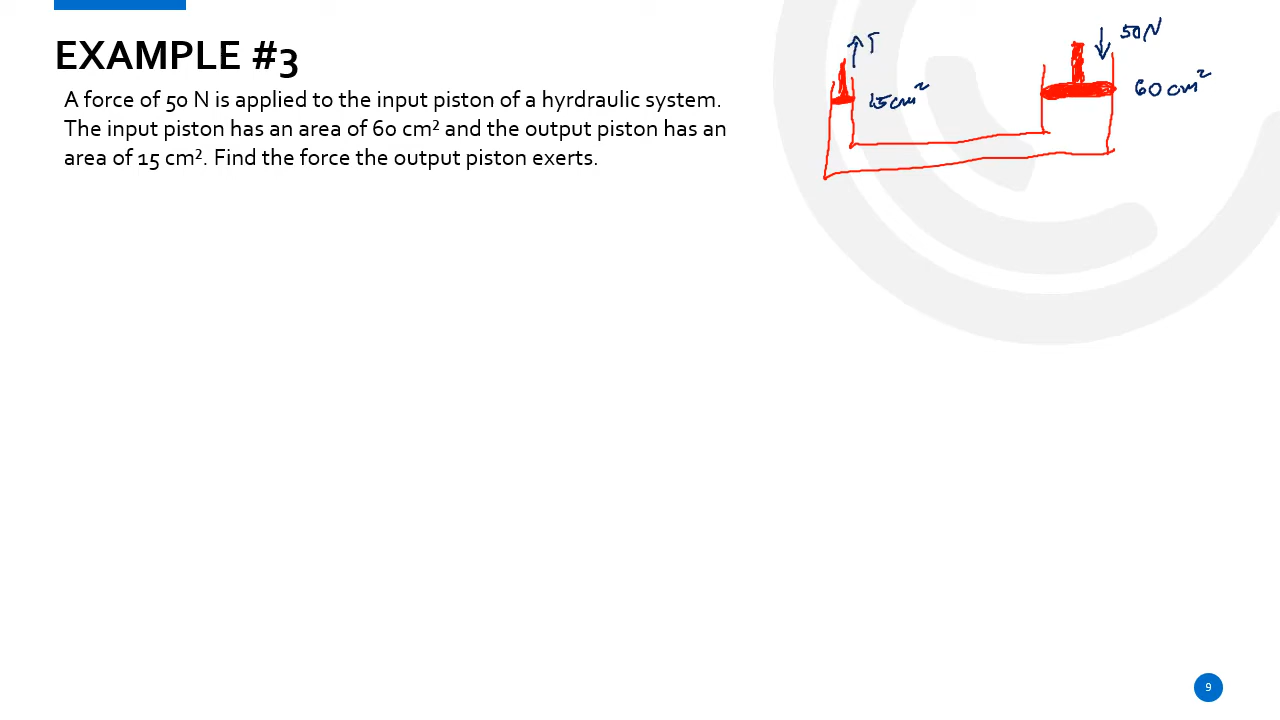 EXAMPLE #3
A force of 50 N is applied to the input piston of a hyrdraulic system.
The input piston has an area of 60 cm² and the output piston has an
area of 15 cm². Find the force the output piston exerts.
50N
15cm²
60cm²
9